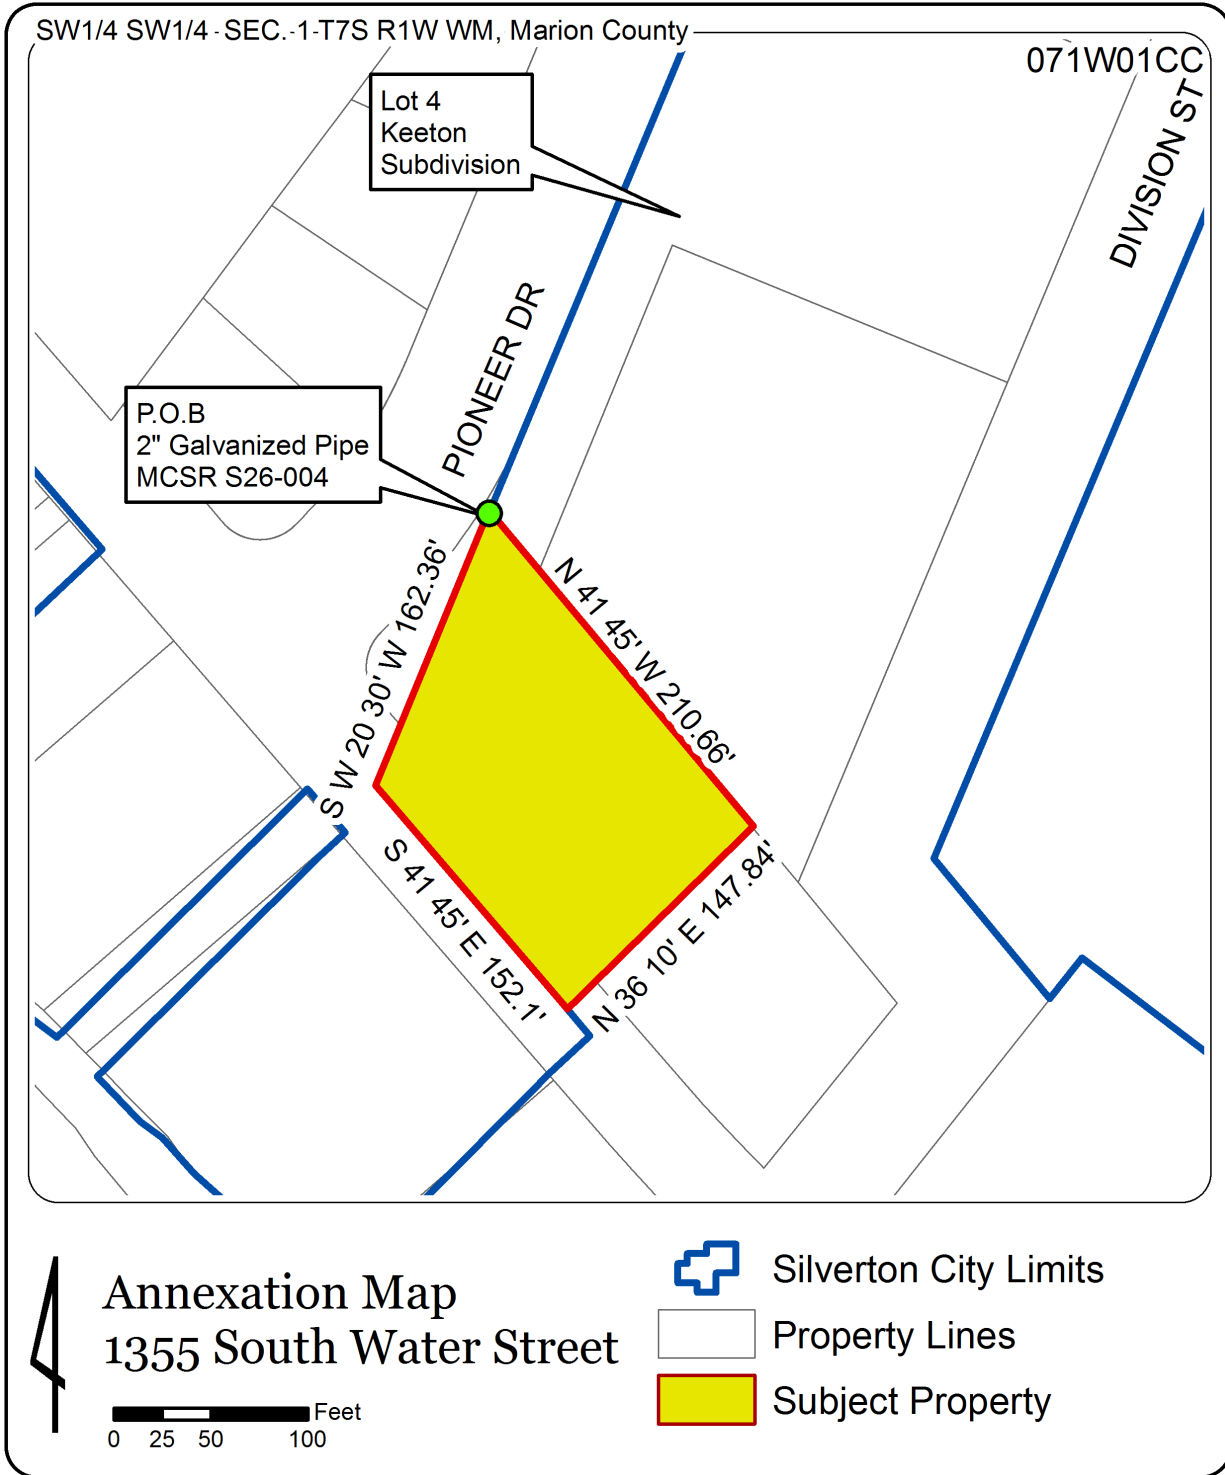 SW1/4 SW1/4 SEC. 1 T7S R1W WM, Marion County
071W01CC
Lot 4
Keeton
Subdivision
DIVISION ST
PIONEER DR
P.O.B
2" Galvanized Pipe
MCSR S26-004
S W 20 30' W 162.36'
N 41 45' W 210.66'
S 41 45' E 152.1'
N 36 10' E 147.84'
Annexation Map
1355 South Water Street
Feet
0 25 50 100
Silverton City Limits
Property Lines
Subject Property